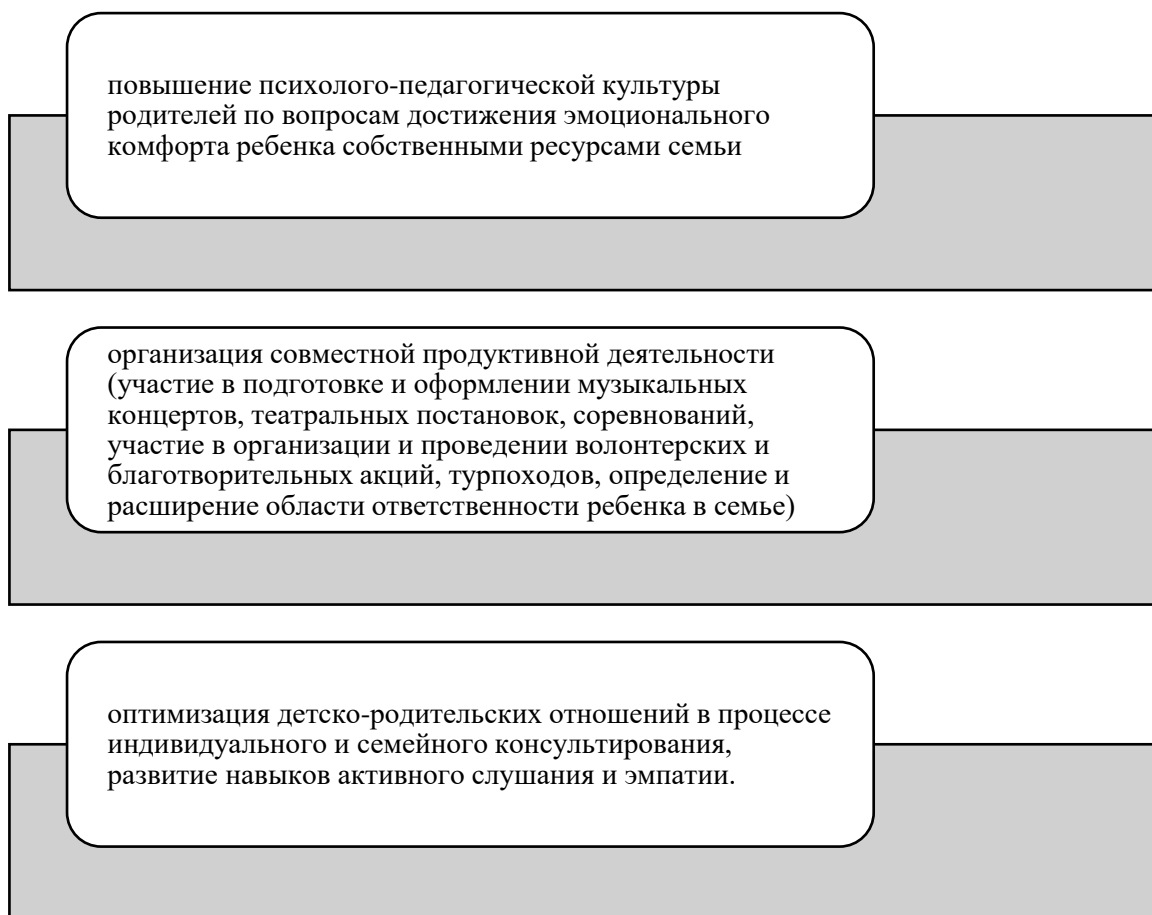 повышение психолого-педагогической культуры
родителей по вопросам достижения эмоционального
комфорта ребенка собственными ресурсами семьи
организация совместной продуктивной деятельности
(участие в подготовке и оформлении музыкальных
концертов, театральных постановок, соревнований,
участие в организации и проведении волонтерских и
благотворительных акций, турпоходов, определение и
расширение области ответственности ребенка в семье)
оптимизация детско-родительских отношений в процессе
индивидуального и семейного консультирования,
развитие навыков активного слушания и эмпатии.